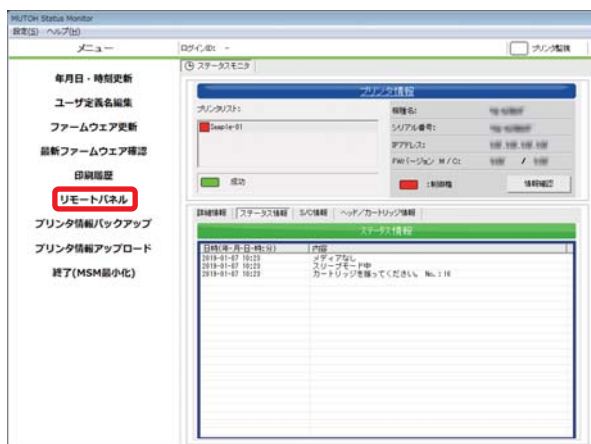 MUTOH Status Monitor
設定(S) ヘルプ(H)
メニュー
ログインID: -
プリンタ監視
年月日・時刻更新
ユーザ定義名編集
ファームウェア更新
最新ファームウェア確認
印刷履歴
リモートパネル
プリンタ情報バックアップ
プリンタ情報アップロード
終了(MSM最小化)
ステータスモニタ
プリンタ情報
プリンタリスト:
Sample-01
成功
機種名:
シリアル番号:
IPアドレス:
FWバージョン M / C:
/
:制御権
情報確認
詳細情報
ステータス情報
S/C情報
ヘッド/カートリッジ情報
ステータス情報
日時(年-月-日-時:分) 内容
2019-01-07 10:23 メディアなし
2019-01-07 10:23 スリープモード中
2019-01-07 10:23 カートリッジを振ってください。 No.: